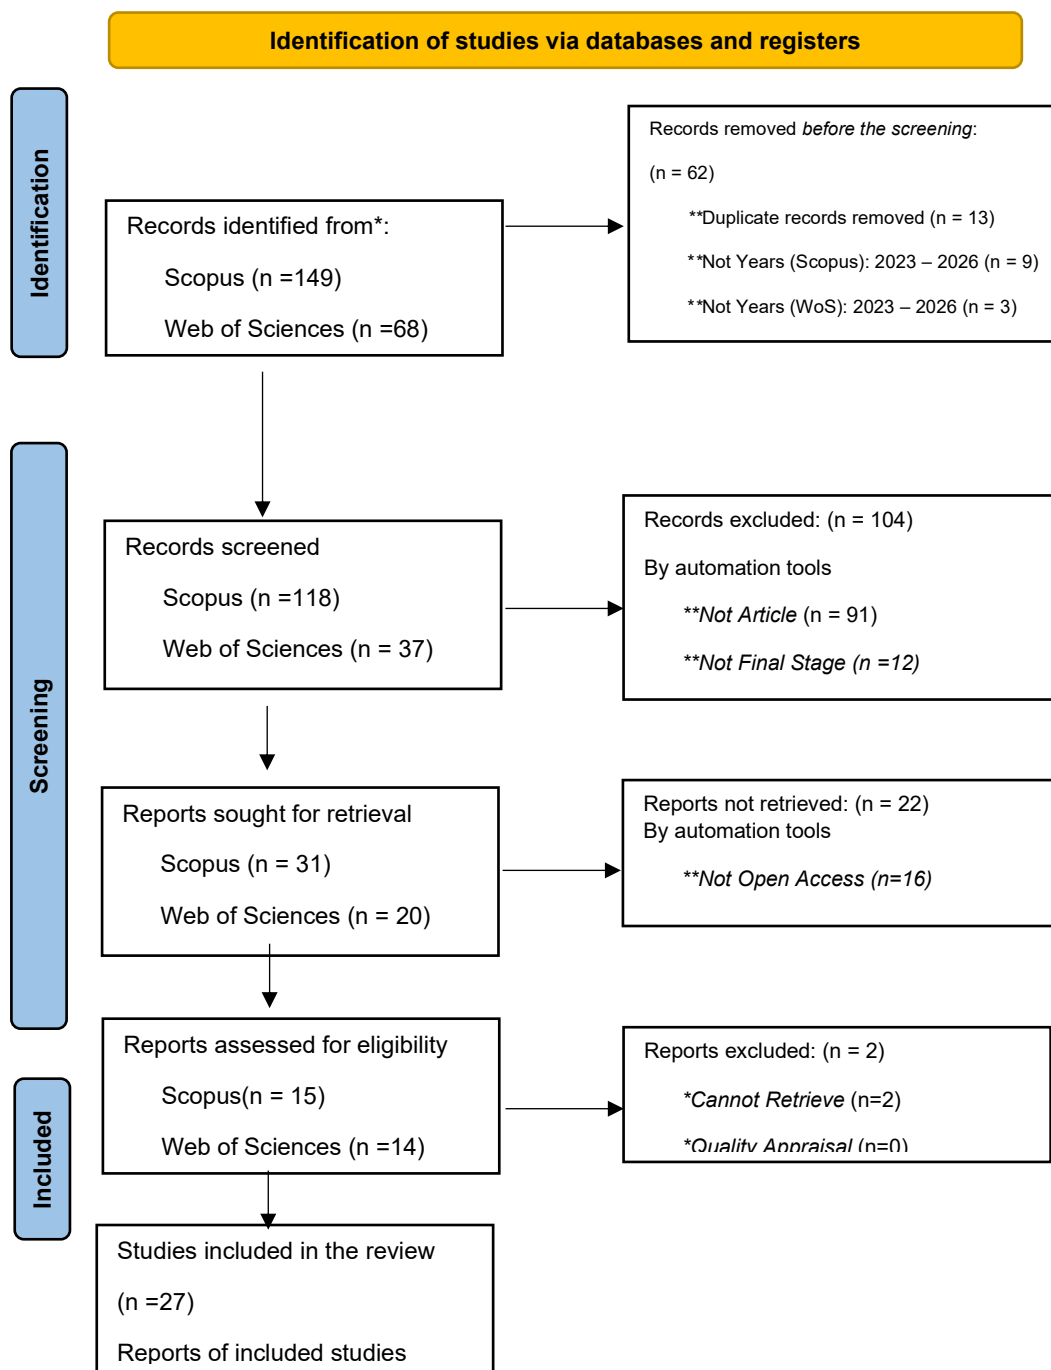 Identification of studies via databases and registers
Identification
Records identified from*:
Scopus (n =149)
Web of Sciences (n =68)
Records removed before the screening:
(n = 62)
**Duplicate records removed (n = 13)
**Not Years (Scopus): 2023 – 2026 (n = 9)
**Not Years (WoS): 2023 – 2026 (n = 3)
Screening
Records screened
Scopus (n =118)
Web of Sciences (n = 37)
Records excluded: (n = 104)
By automation tools
**Not Article (n = 91)
**Not Final Stage (n =12)
Reports sought for retrieval
Scopus (n = 31)
Web of Sciences (n = 20)
Reports not retrieved: (n = 22)
By automation tools
**Not Open Access (n=16)
Reports assessed for eligibility
Scopus(n = 15)
Web of Sciences (n =14)
Reports excluded: (n = 2)
*Cannot Retrieve (n=2)
*Quality Appraisal (n=0)
Included
Studies included in the review
(n =27)
Reports of included studies